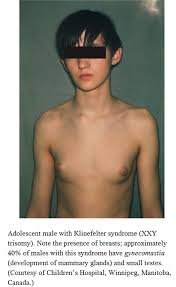 Adolescent male with Klinefelter syndrome (XXY
trisomy). Note the presence of breasts; approximately
40% of males with this syndrome have gynecomastia
(development of mammary glands) and small testes.
(Courtesy of Children's Hospital, Winnipeg, Manitoba,
Canada.)